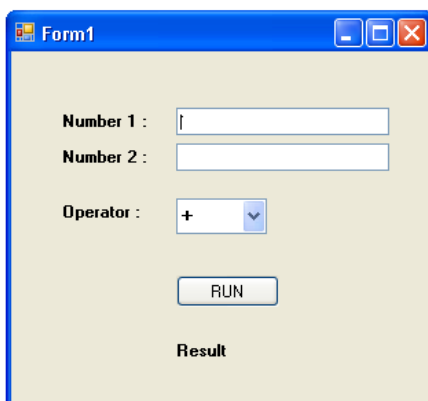 Form1
Number 1 :
Number 2 :
Operator : +
RUN
Result